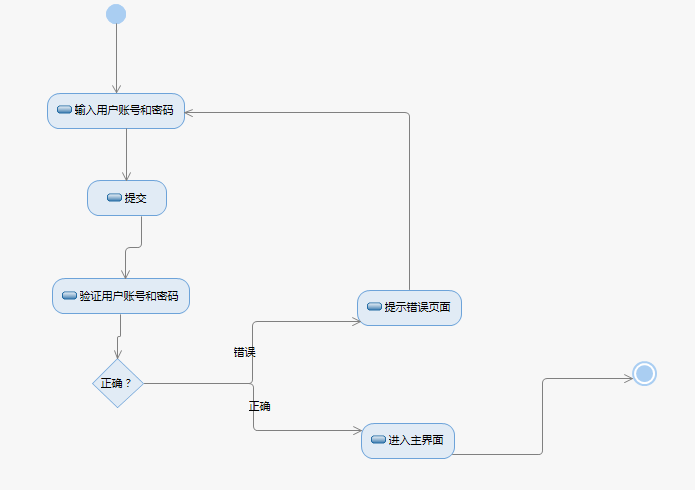 输入用户账号和密码
提交
验证用户账号和密码
提示错误页面
错误
正确？
正确
进入主界面